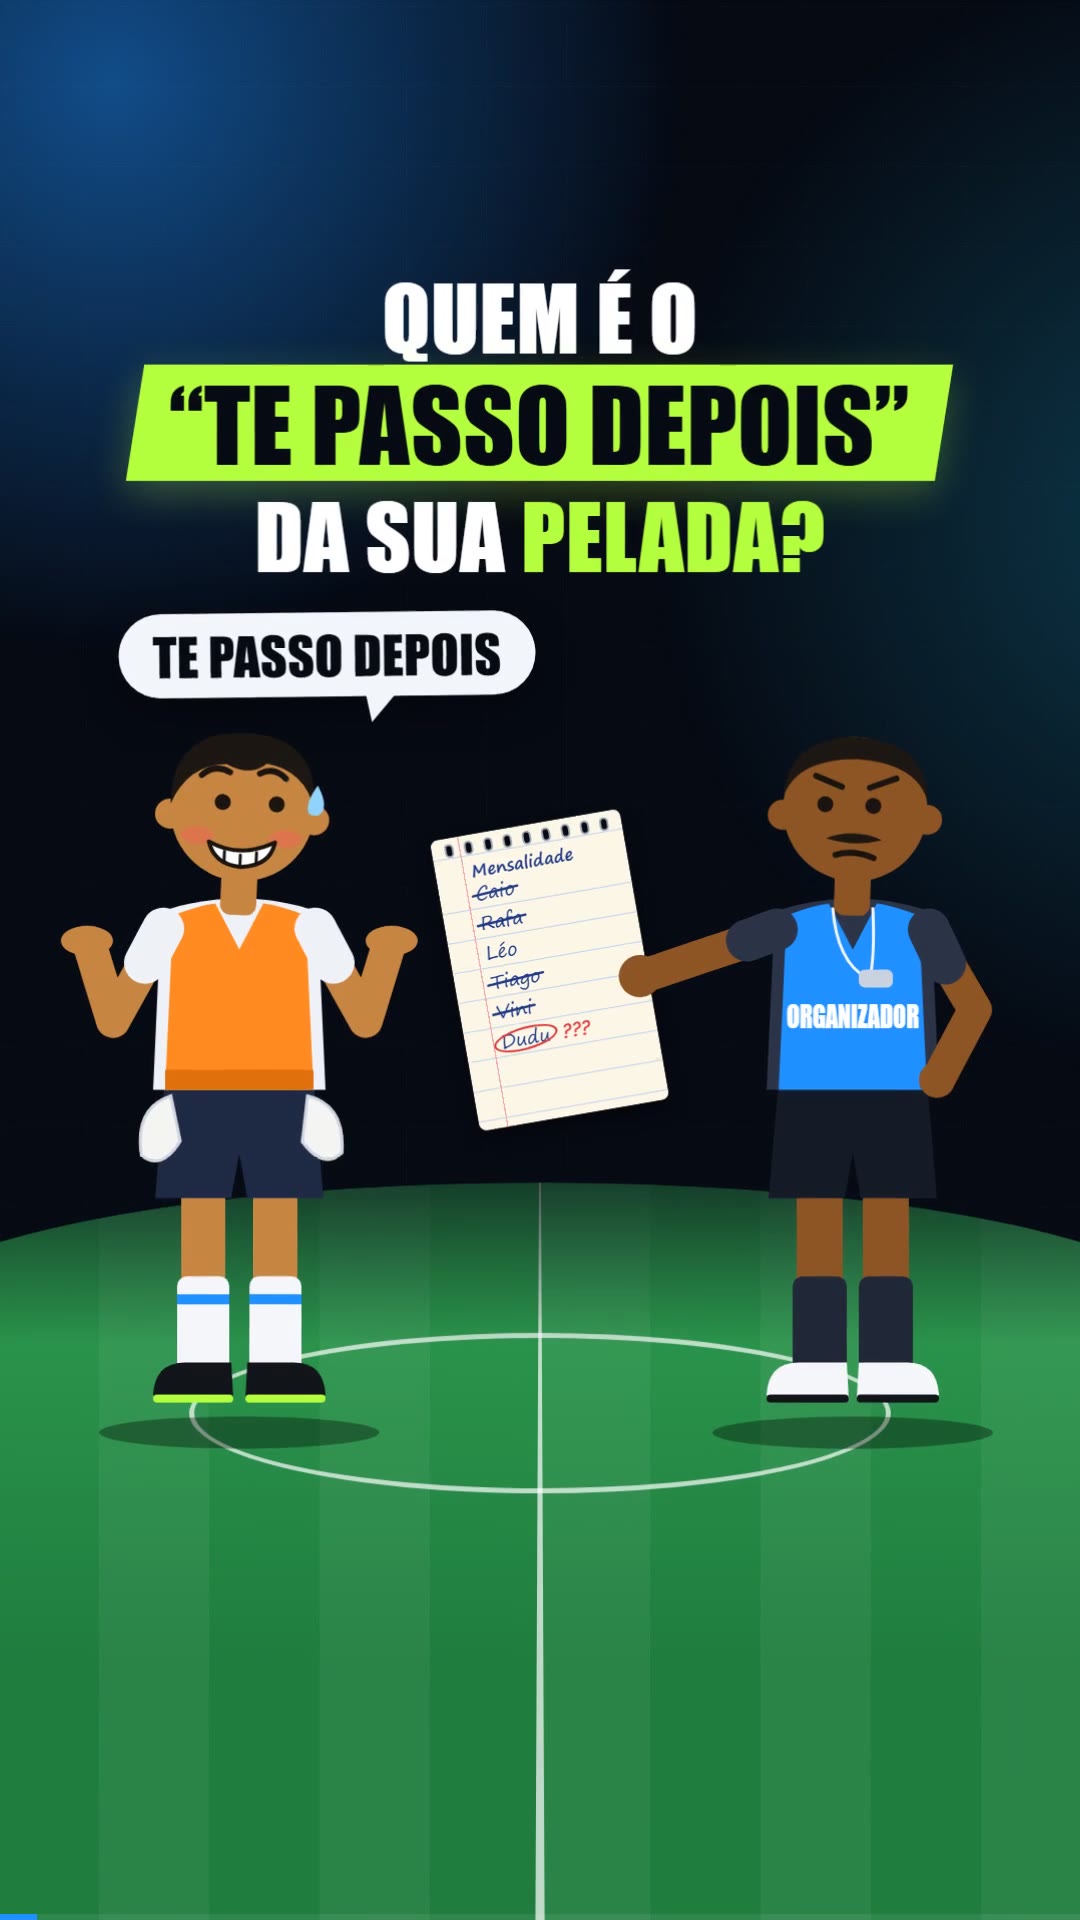 QUEM É O
“TE PASSO DEPOIS”
DA SUA PELADA?
TE PASSO DEPOIS
Mensalidade
Caio
Rafa
Léo
Tiago
Vini
Dudu ???
ORGANIZADOR